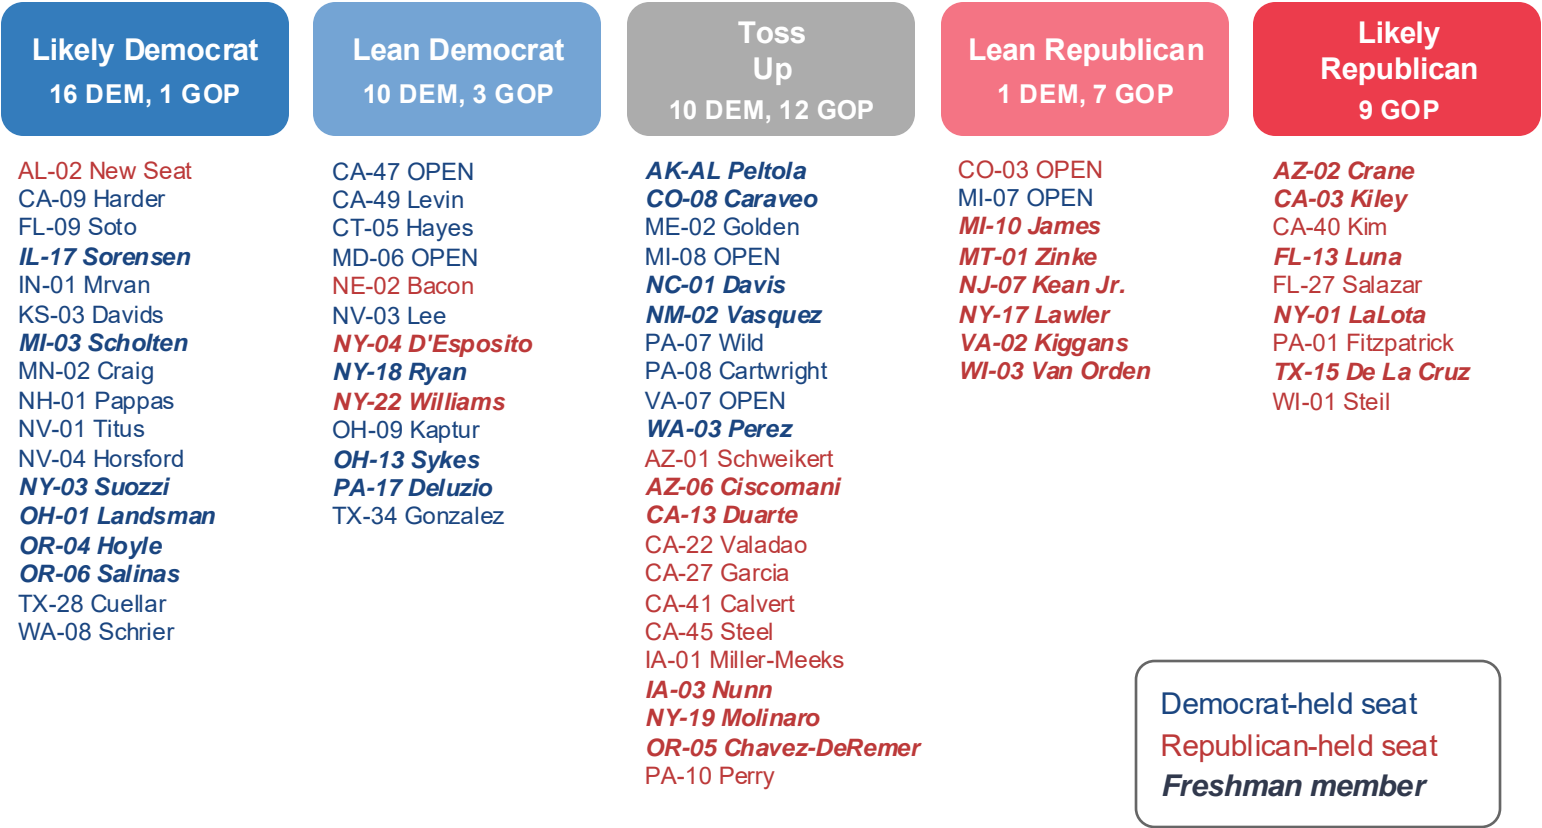 Likely Democrat
16 DEM, 1 GOP
AL-02 New Seat
CA-09 Harder
FL-09 Soto
IL-17 Sorensen
IN-01 Mrvan
KS-03 Davids
MI-03 Scholten
MN-02 Craig
NH-01 Pappas
NV-01 Titus
NV-04 Horsford
NY-03 Suozzi
OH-01 Landsman
OR-04 Hoyle
OR-06 Salinas
TX-28 Cuellar
WA-08 Schrier
Lean Democrat
10 DEM, 3 GOP
CA-47 OPEN
CA-49 Levin
CT-05 Hayes
MD-06 OPEN
NE-02 Bacon
NV-03 Lee
NY-04 D'Esposito
NY-18 Ryan
NY-22 Williams
OH-09 Kaptur
OH-13 Sykes
PA-17 Deluzio
TX-34 Gonzalez
Toss
Up
10 DEM, 12 GOP
AK-AL Peltola
CO-08 Caraveo
ME-02 Golden
MI-08 OPEN
NC-01 Davis
NM-02 Vasquez
PA-07 Wild
PA-08 Cartwright
VA-07 OPEN
WA-03 Perez
AZ-01 Schweikert
AZ-06 Ciscomani
CA-13 Duarte
CA-22 Valadao
CA-27 Garcia
CA-41 Calvert
CA-45 Steel
IA-01 Miller-Meeks
IA-03 Nunn
NY-19 Molinaro
OR-05 Chavez-DeRemer
PA-10 Perry
Lean Republican
1 DEM, 7 GOP
CO-03 OPEN
MI-07 OPEN
MI-10 James
MT-01 Zinke
NJ-07 Kean Jr.
NY-17 Lawler
VA-02 Kiggans
WI-03 Van Orden
Likely
Republican
9 GOP
AZ-02 Crane
CA-03 Kiley
CA-40 Kim
FL-13 Luna
FL-27 Salazar
NY-01 LaLota
PA-01 Fitzpatrick
TX-15 De La Cruz
WI-01 Steil
Democrat-held seat
Republican-held seat
Freshman member